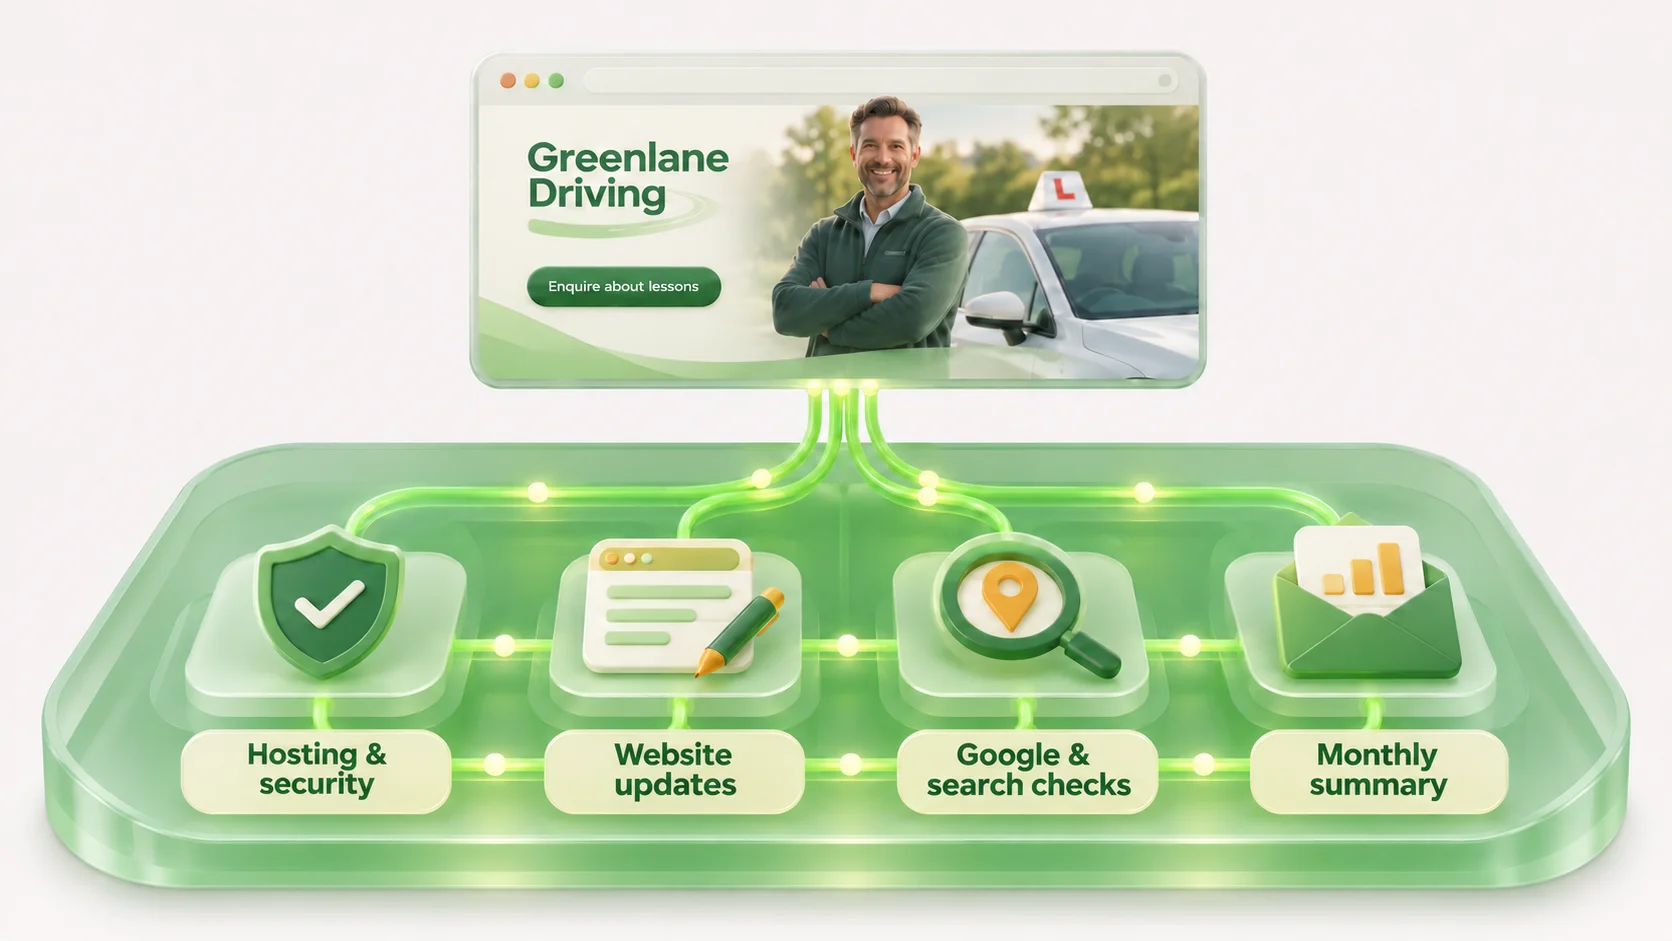 Greenlane
Driving
Enquire about lessons
L
Hosting &
security
Website
updates
Google &
search checks
Monthly
summary